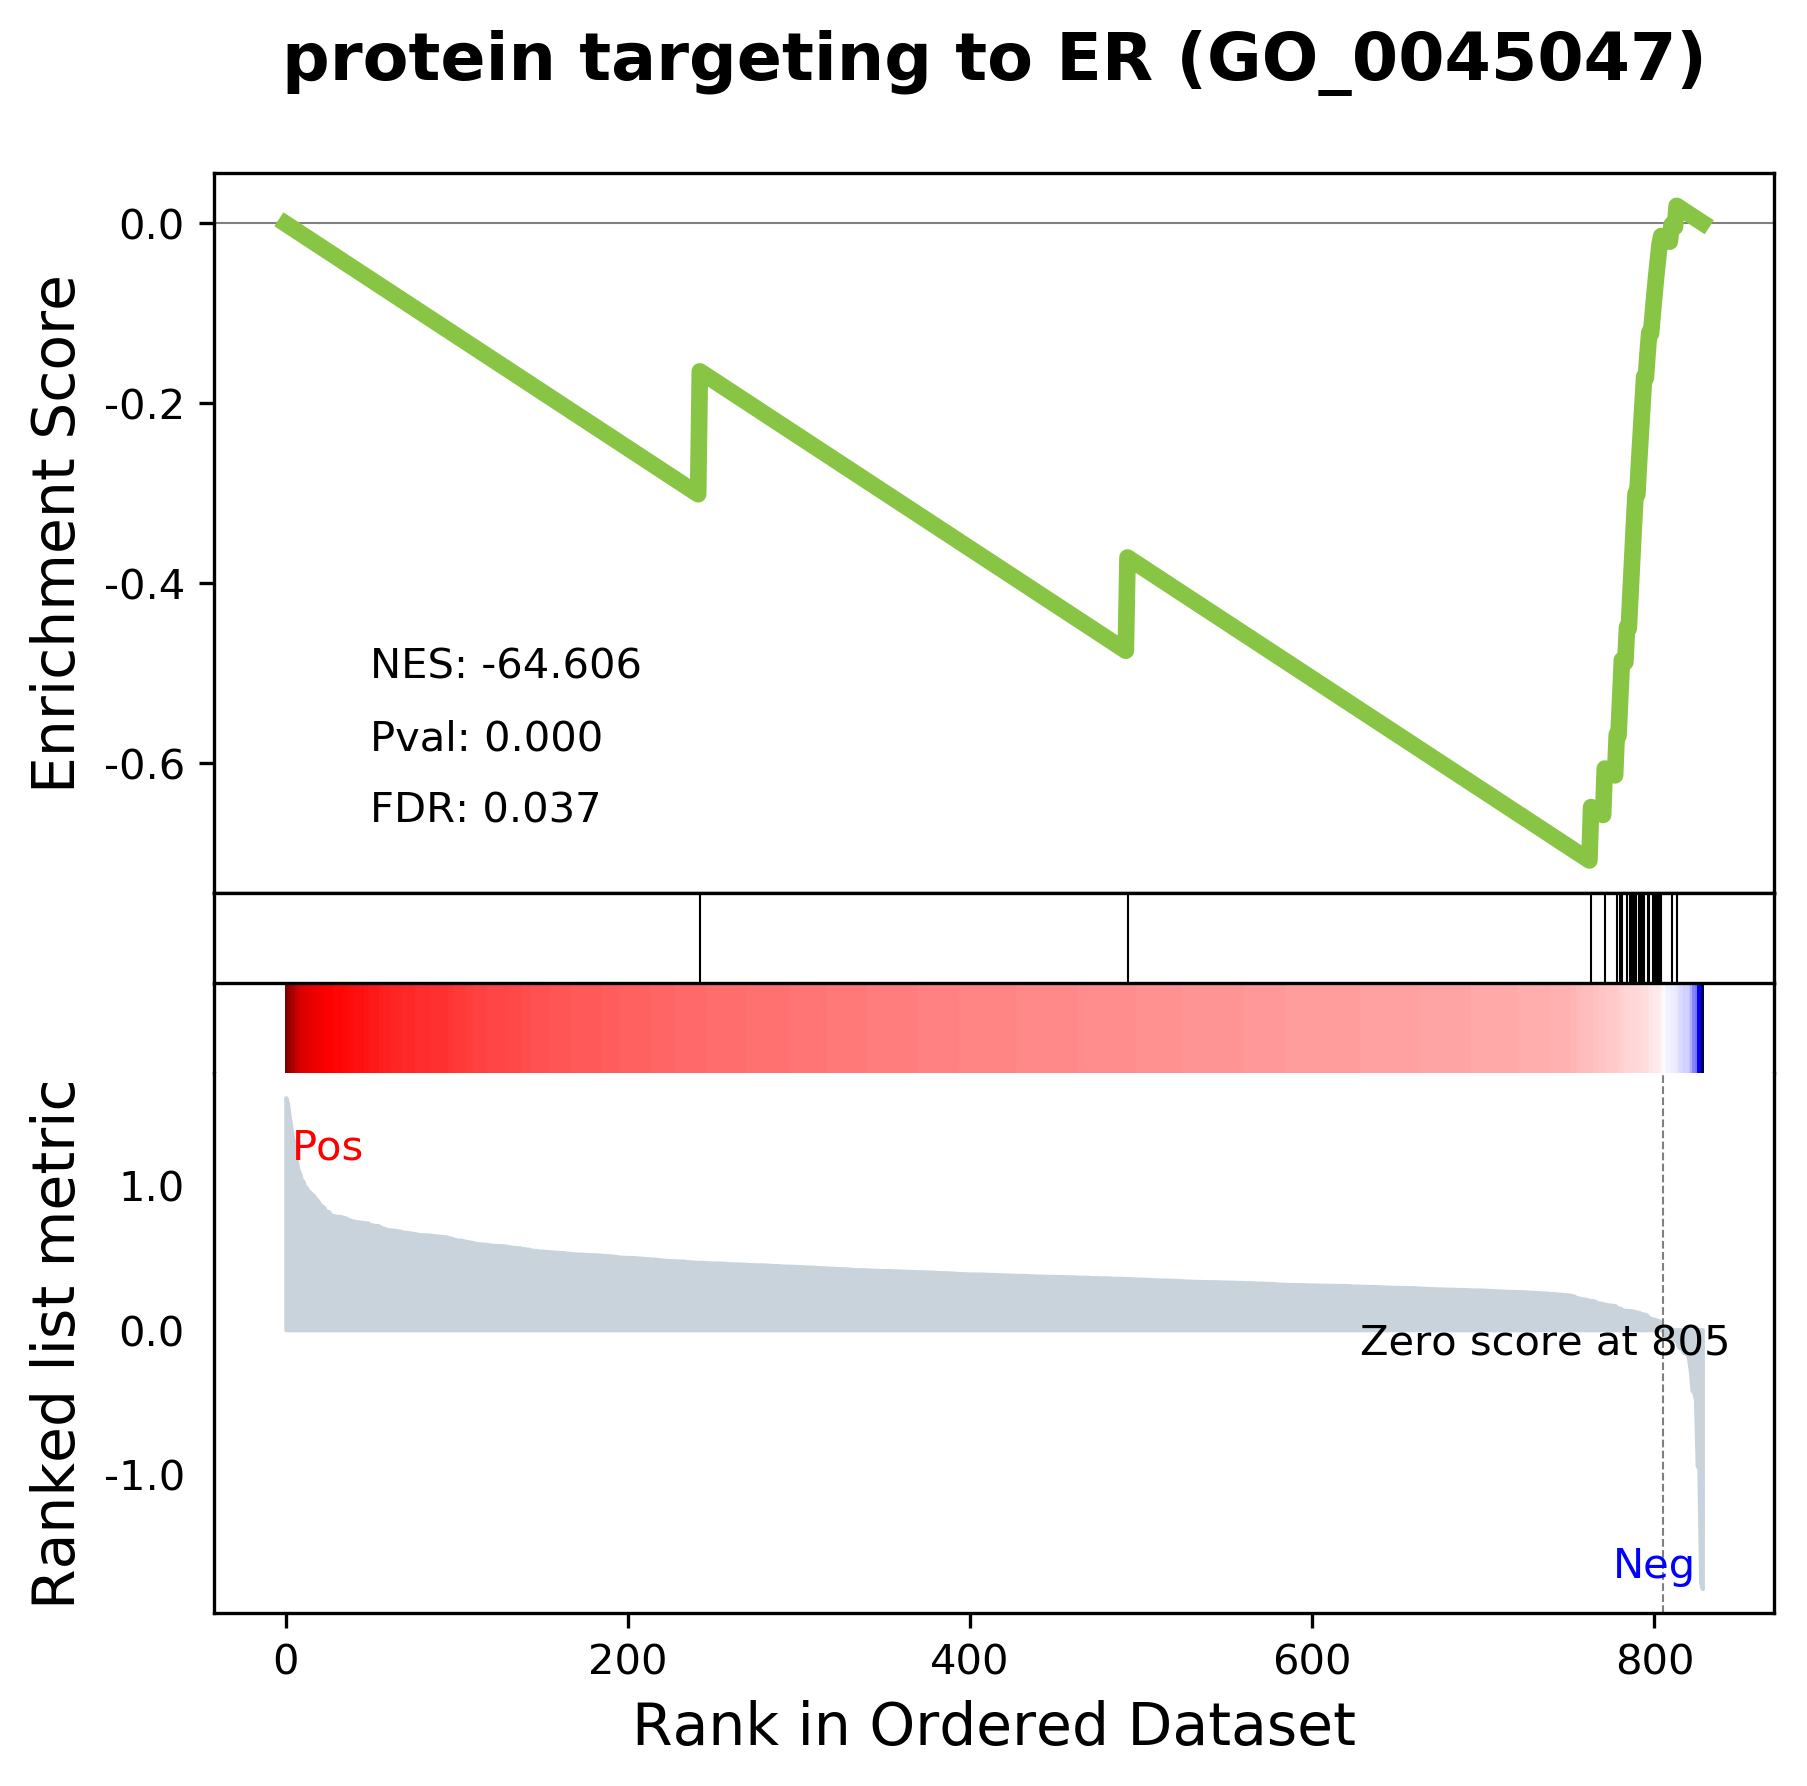 protein targeting to ER (GO_0045047)
Enrichment Score
0.0
-0.2
-0.4
-0.6
NES: -64.606
Pval: 0.000
FDR: 0.037
Ranked list metric
1.0
0.0
-1.0
Pos
Zero score at 805
Neg
0 200 400 600 800
Rank in Ordered Dataset